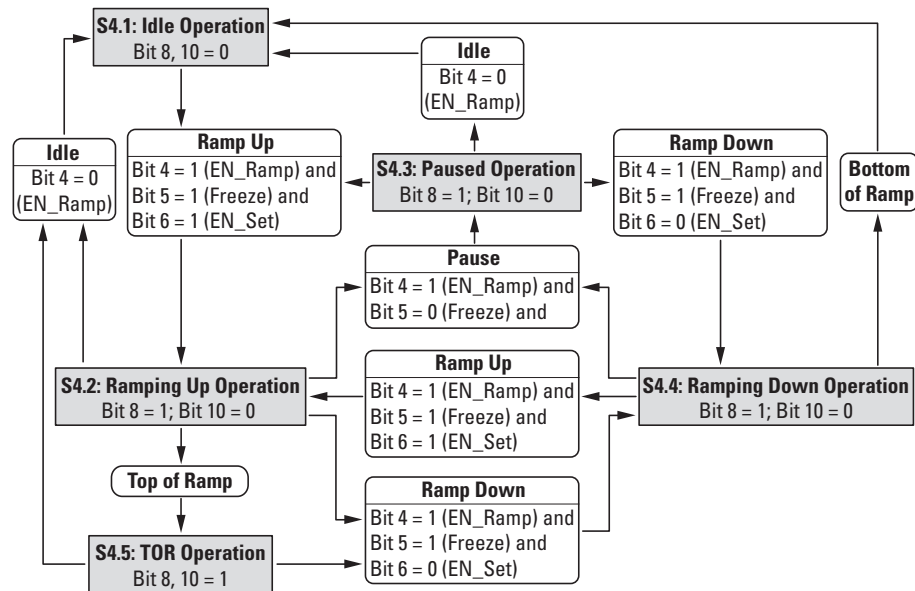 S4.1: Idle Operation
Bit 8, 10 = 0
Idle
Bit 4 = 0
(EN_Ramp)
Idle
Bit 4 = 0
(EN_Ramp)
Ramp Up
Bit 4 = 1 (EN_Ramp) and
Bit 5 = 1 (Freeze) and
Bit 6 = 1 (EN_Set)
S4.3: Paused Operation
Bit 8 = 1; Bit 10 = 0
Ramp Down
Bit 4 = 1 (EN_Ramp) and
Bit 5 = 1 (Freeze) and
Bit 6 = 0 (EN_Set)
Bottom
of Ramp
Pause
Bit 4 = 1 (EN_Ramp) and
Bit 5 = 0 (Freeze) and
S4.2: Ramping Up Operation
Bit 8 = 1; Bit 10 = 0
Ramp Up
Bit 4 = 1 (EN_Ramp) and
Bit 5 = 1 (Freeze) and
Bit 6 = 1 (EN_Set)
S4.4: Ramping Down Operation
Bit 8 = 1; Bit 10 = 0
Top of Ramp
Ramp Down
Bit 4 = 1 (EN_Ramp) and
Bit 5 = 1 (Freeze) and
Bit 6 = 0 (EN_Set)
S4.5: TOR Operation
Bit 8, 10 = 1